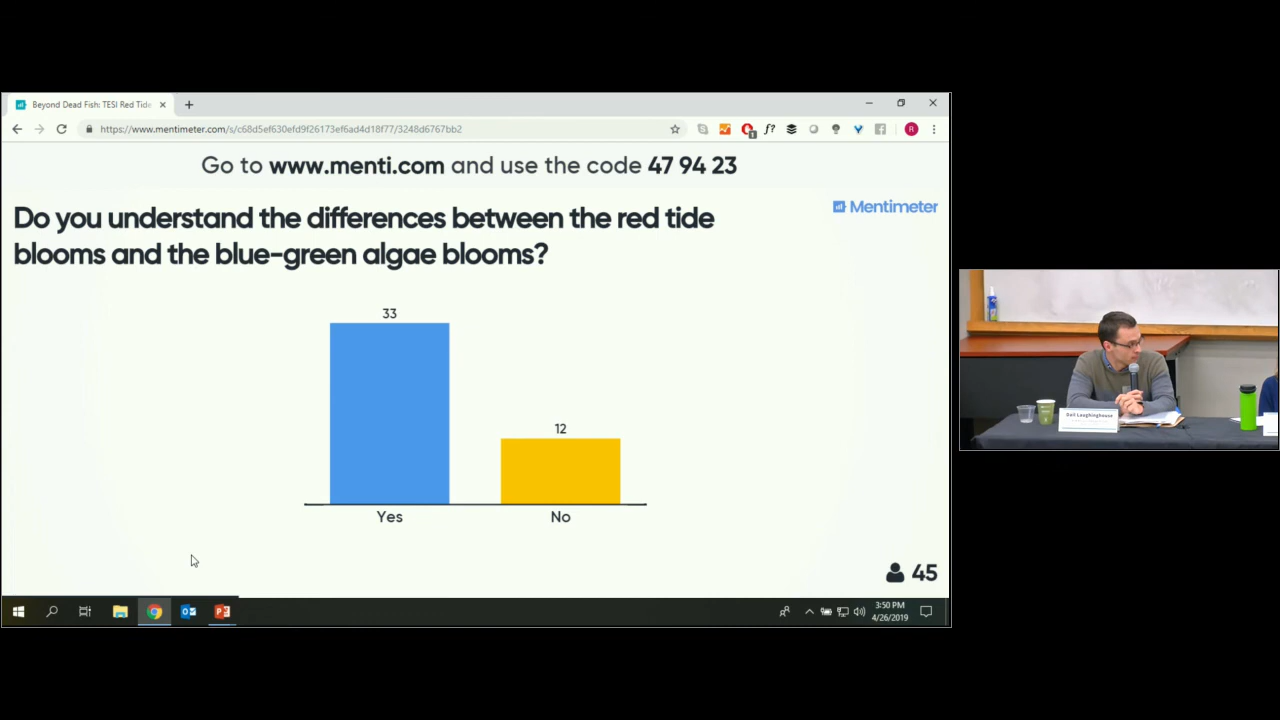 Beyond Dead Fish: TESI Red Tide
https://www.mentimeter.com/s/c68d5ef630efd9f26173ef6ad4d18f77/3248d6767bb2
Go to www.menti.com and use the code 47 94 23
Mentimeter
Do you understand the differences between the red tide
blooms and the blue-green algae blooms?
33
12
Yes
No
45
3:50 PM
4/26/2019
Dail Laughinghouse